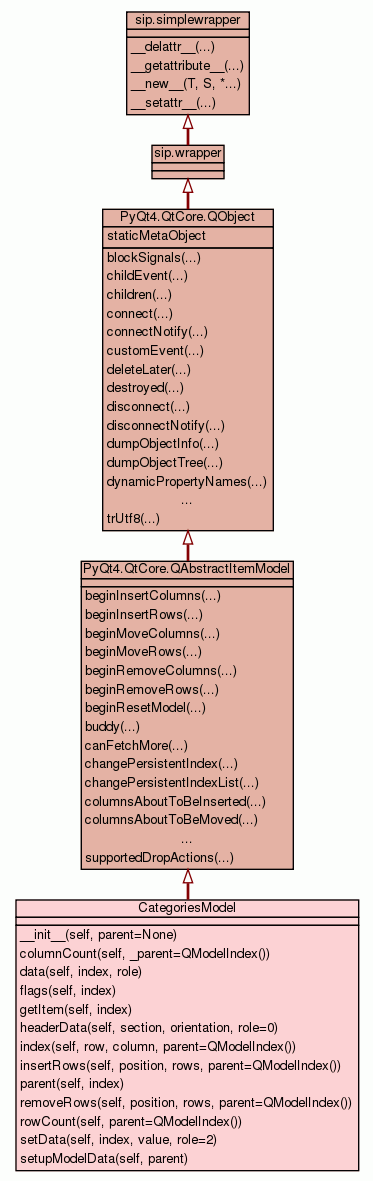 sip.simplewrapper
__delattr__(...)
__getattribute__(...)
__new__(T, S, *...)
__setattr__(...)
sip.wrapper
PyQt4.QtCore.QObject
staticMetaObject
blockSignals(...)
childEvent(...)
children(...)
connect(...)
connectNotify(...)
customEvent(...)
deleteLater(...)
destroyed(...)
disconnect(...)
disconnectNotify(...)
dumpObjectInfo(...)
dumpObjectTree(...)
dynamicPropertyNames(...)
...
trUtf8(...)
PyQt4.QtCore.QAbstractItemModel
beginInsertColumns(...)
beginInsertRows(...)
beginMoveColumns(...)
beginMoveRows(...)
beginRemoveColumns(...)
beginRemoveRows(...)
beginResetModel(...)
buddy(...)
canFetchMore(...)
changePersistentIndex(...)
changePersistentIndexList(...)
columnsAboutToBeInserted(...)
columnsAboutToBeMoved(...)
...
supportedDropActions(...)
CategoriesModel
__init__(self, parent=None)
columnCount(self, _parent=QModelIndex())
data(self, index, role)
flags(self, index)
getItem(self, index)
headerData(self, section, orientation, role=0)
index(self, row, column, parent=QModelIndex())
insertRows(self, position, rows, parent=QModelIndex())
parent(self, index)
removeRows(self, position, rows, parent=QModelIndex())
rowCount(self, parent=QModelIndex())
setData(self, index, value, role=2)
setupModelData(self, parent)